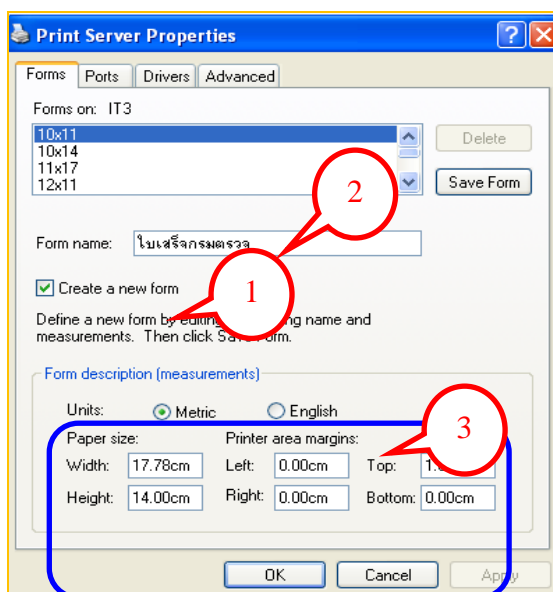 Print Server Properties
Forms Ports Drivers Advanced
Forms on: IT3
10x11
10x14
11x17
12x11
Delete
Save Form
2
Form name: ใบเสร็จกรมตรวจ
1
Create a new form
Define a new form by editing name and
measurements. Then click Save Form.
Form description (measurements)
Units: Metric English
3
Paper size: Printer area margins:
Width: 17.78cm Left: 0.00cm Top:
Height: 14.00cm Right: 0.00cm Bottom: 0.00cm
OK Cancel Apply